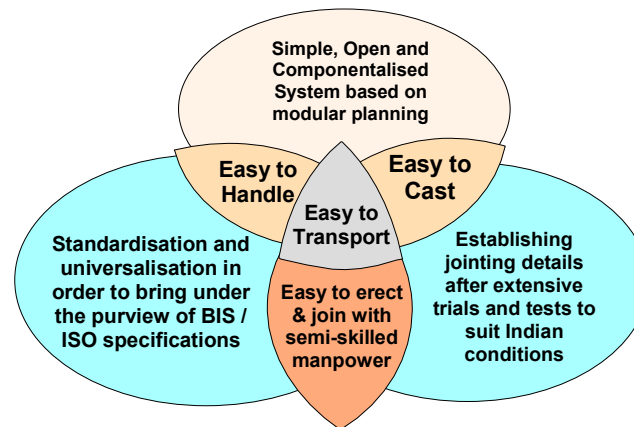 Simple, Open and
Componentalised
System based on
modular planning
Easy to
Handle
Easy to
Cast
Easy to
Transport
Standardisation and
universalisation in
order to bring under
the purview of BIS /
ISO specifications
Easy to erect
& join with
semi-skilled
manpower
Establishing
jointing details
after extensive
trials and tests to
suit Indian
conditions